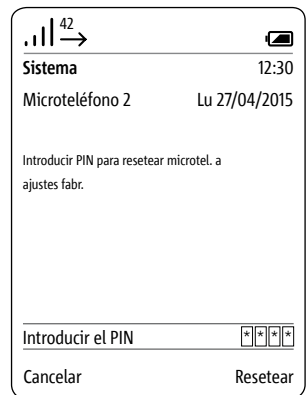 42
Sistema 12:30
Microteléfono 2 Lu 27/04/2015
Introducir PIN para resetear microtel. a
ajustes fabr.
Introducir el PIN ****
Cancelar Resetear